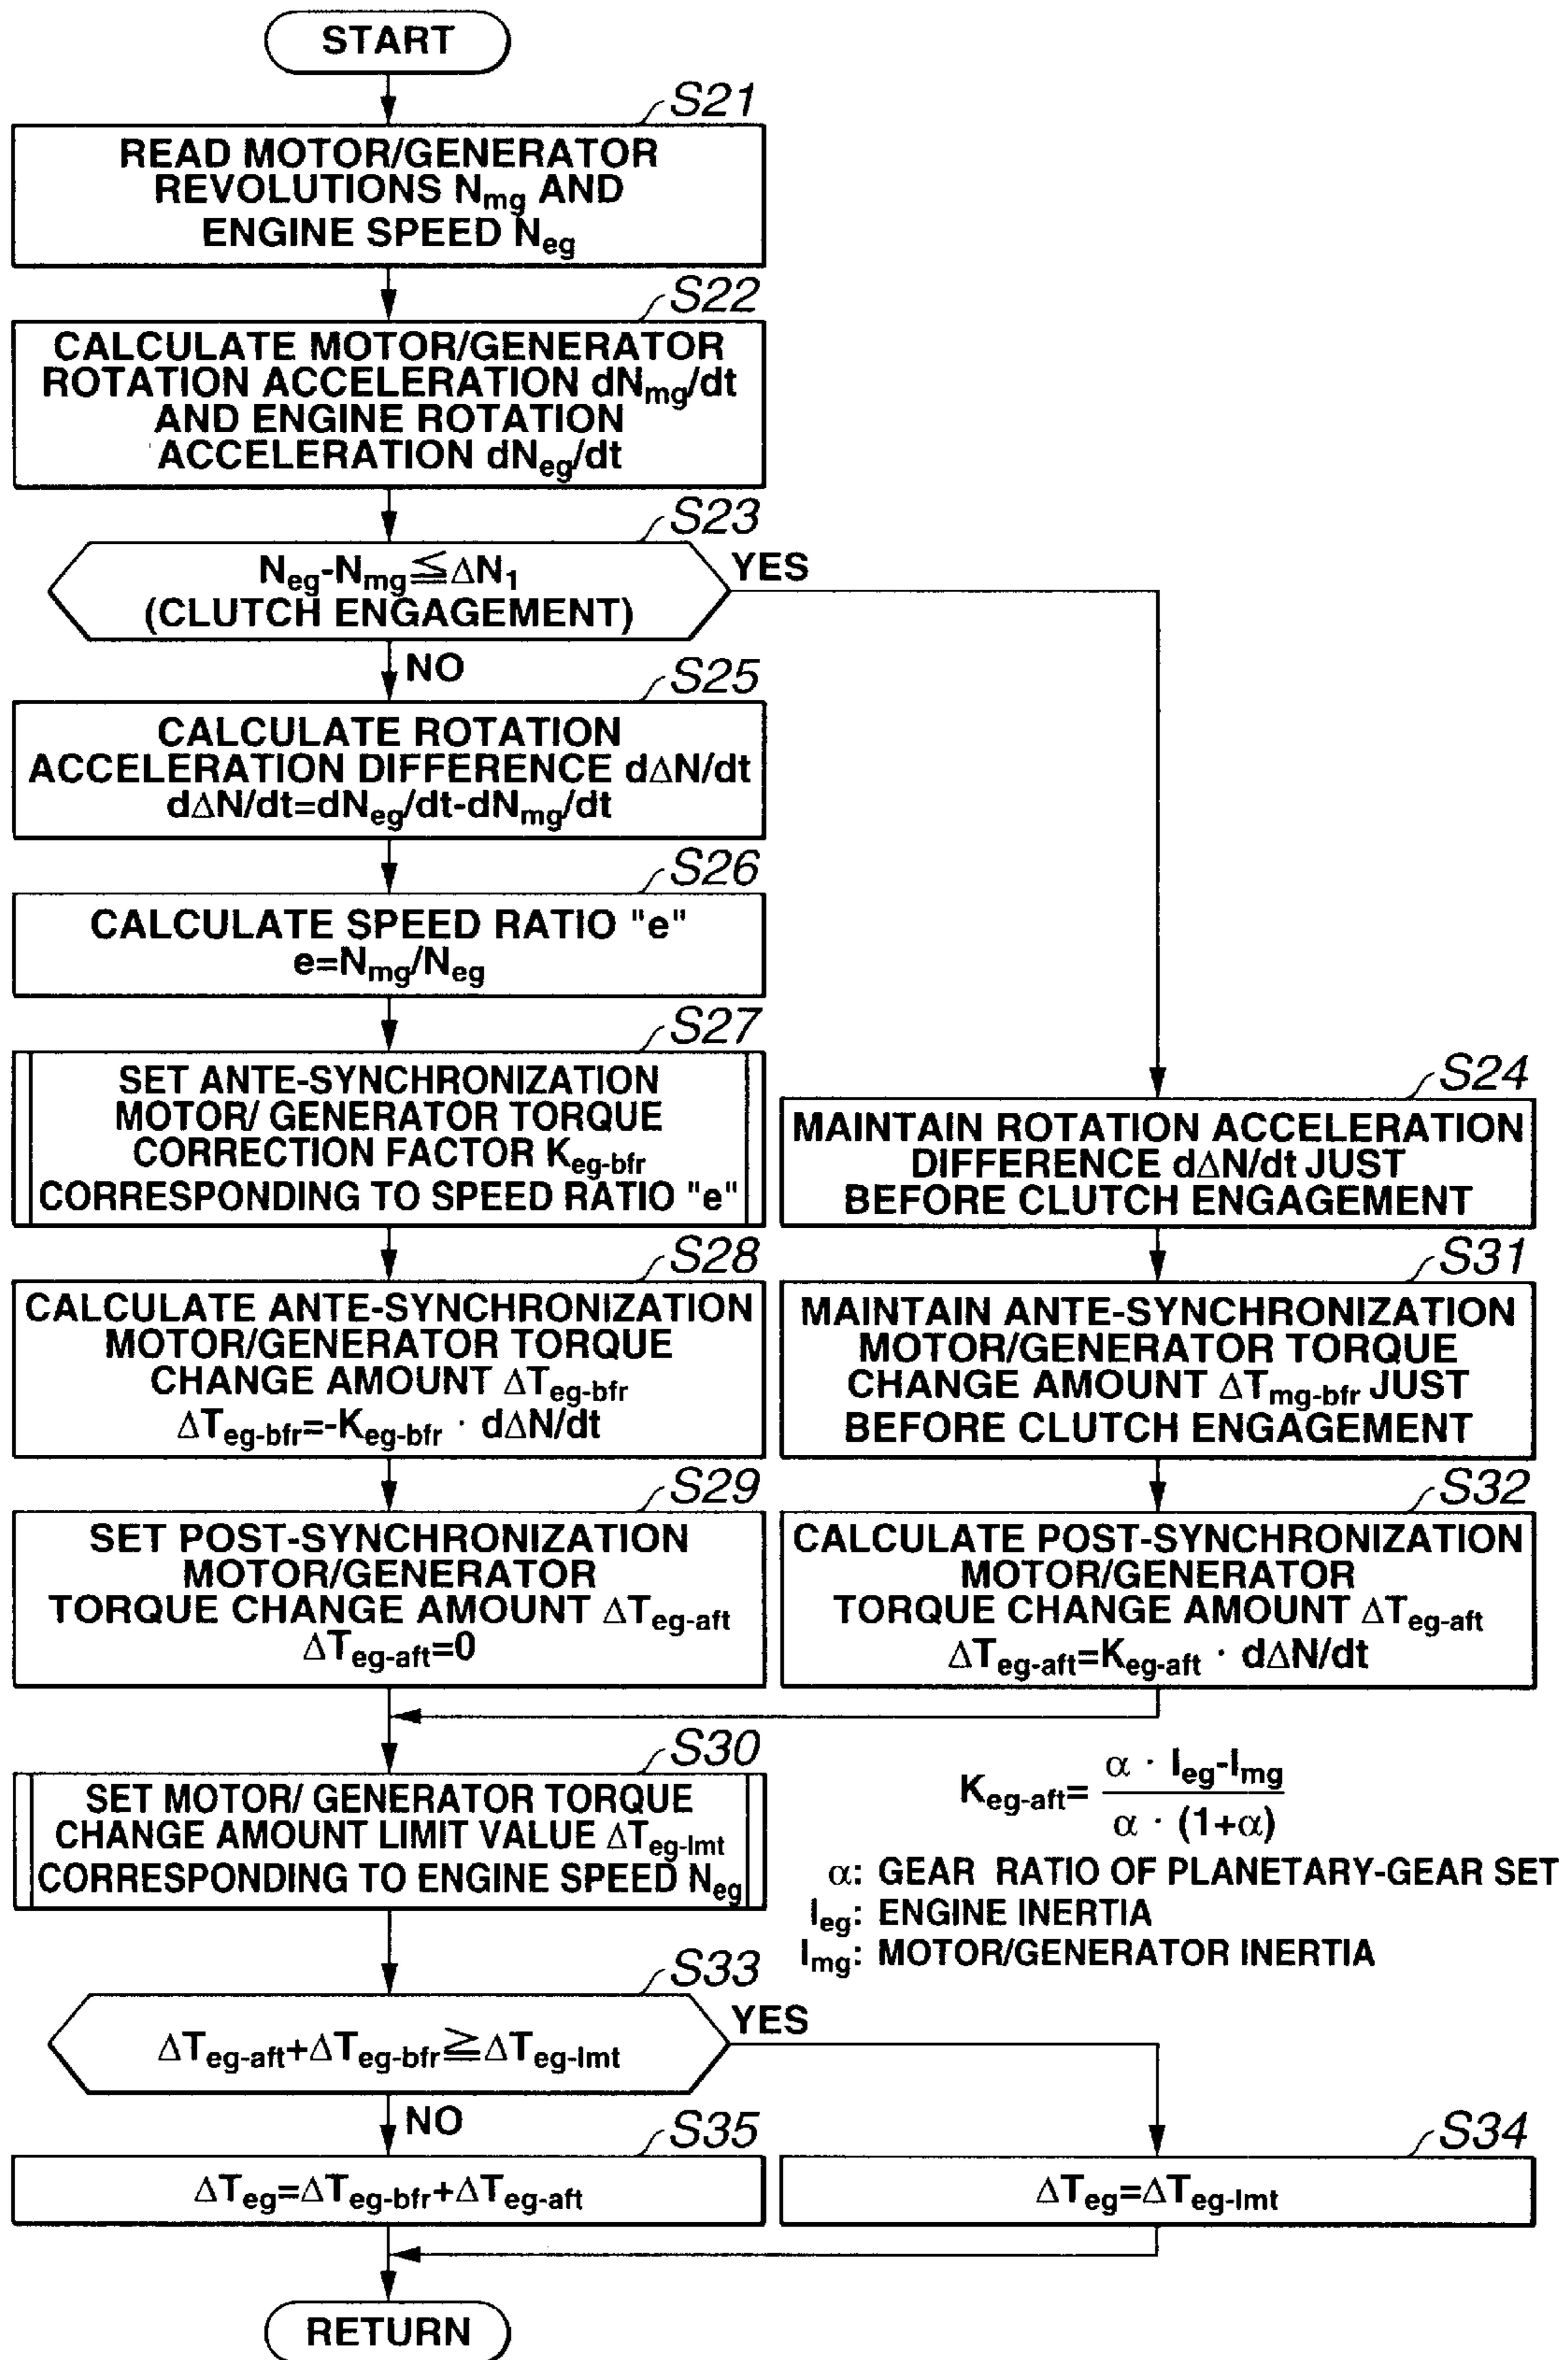 START
S21
READ MOTOR/GENERATOR
REVOLUTIONS Nmg AND
ENGINE SPEED Neg
S22
CALCULATE MOTOR/GENERATOR
ROTATION ACCELERATION dNmg/dt
AND ENGINE ROTATION
ACCELERATION dNeg/dt
S23
Neg-Nmg≦ΔN1
(CLUTCH ENGAGEMENT)
YES
NO
S25
CALCULATE ROTATION
ACCELERATION DIFFERENCE dΔN/dt
dΔN/dt=dNeg/dt-dNmg/dt
S26
CALCULATE SPEED RATIO "e"
e=Nmg/Neg
S27
SET ANTE-SYNCHRONIZATION
MOTOR/ GENERATOR TORQUE
CORRECTION FACTOR Keg-bfr
CORRESPONDING TO SPEED RATIO "e"
S24
MAINTAIN ROTATION ACCELERATION
DIFFERENCE dΔN/dt JUST
BEFORE CLUTCH ENGAGEMENT
S28
CALCULATE ANTE-SYNCHRONIZATION
MOTOR/GENERATOR TORQUE
CHANGE AMOUNT ΔTeg-bfr
ΔTeg-bfr=-Keg-bfr · dΔN/dt
S31
MAINTAIN ANTE-SYNCHRONIZATION
MOTOR/GENERATOR TORQUE
CHANGE AMOUNT ΔTmg-bfr JUST
BEFORE CLUTCH ENGAGEMENT
S29
SET POST-SYNCHRONIZATION
MOTOR/GENERATOR
TORQUE CHANGE AMOUNT ΔTeg-aft
ΔTeg-aft=0
S32
CALCULATE POST-SYNCHRONIZATION
MOTOR/GENERATOR
TORQUE CHANGE AMOUNT ΔTeg-aft
ΔTeg-aft=Keg-aft · dΔN/dt
S30
SET MOTOR/ GENERATOR TORQUE
CHANGE AMOUNT LIMIT VALUE ΔTeg-lmt
CORRESPONDING TO ENGINE SPEED Neg
Keg-aft= α · Ieg-Img
α · (1+α)
α: GEAR RATIO OF PLANETARY-GEAR SET
Ieg: ENGINE INERTIA
Img: MOTOR/GENERATOR INERTIA
S33
ΔTeg-aft+ΔTeg-bfr≧ΔTeg-lmt
YES
NO
S35
ΔTeg=ΔTeg-bfr+ΔTeg-aft
S34
ΔTeg=ΔTeg-lmt
RETURN